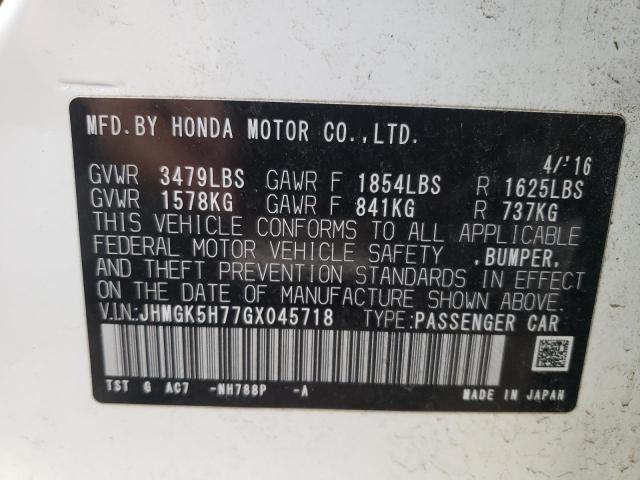 MFD.BY HONDA MOTOR CO.,LTD.
4/'16
GVWR 3479LBS GAWR F 1854LBS R 1625LBS
GVWR 1578KG GAWR F 841KG R 737KG
THIS VEHICLE CONFORMS TO ALL APPLICABLE
FEDERAL MOTOR VEHICLE SAFETY ,BUMPER,
AND THEFT PREVENTION STANDARDS IN EFFECT
ON THE DATE OF MANUFACTURE SHOWN ABOVE.
V.I.N.:JHMGK5H77GX045718 TYPE:PASSENGER CAR
TST G AC7 -NH788P -A MADE IN JAPAN